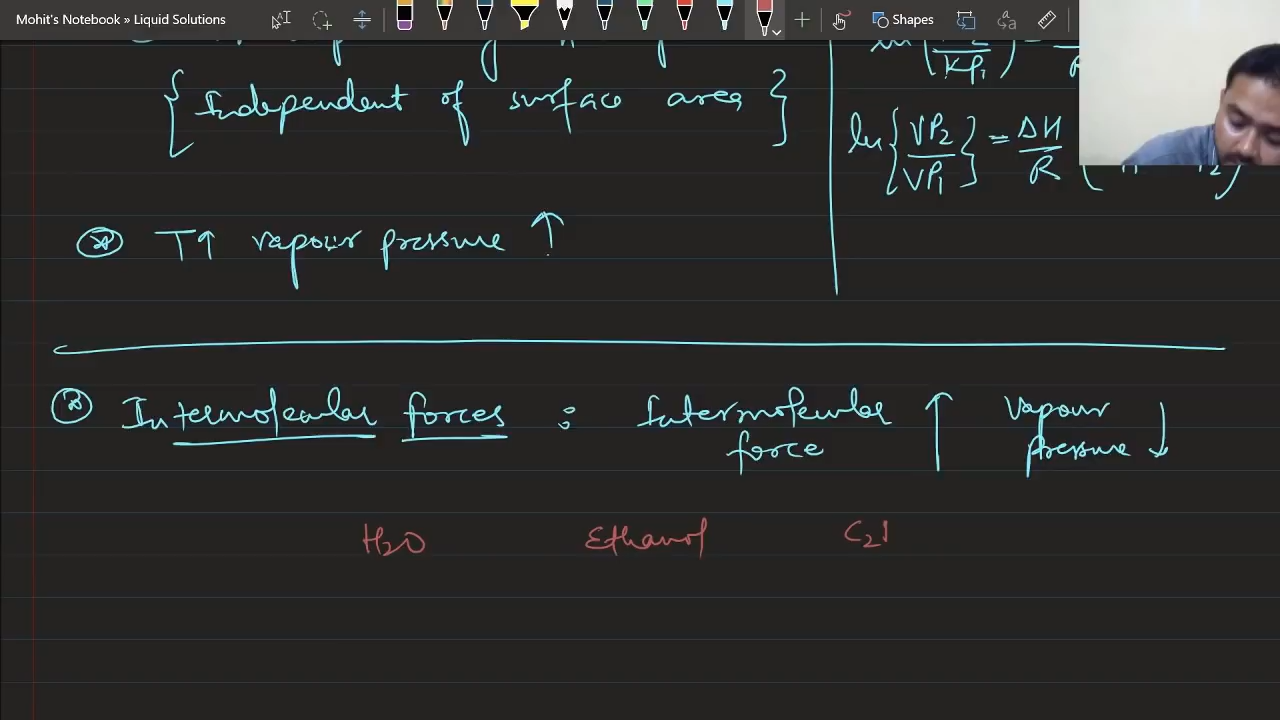 Mohit's Notebook » Liquid Solutions
Shapes
{ Independent of surface area }
ln { VP₂ / VP₁ } = ΔH / R (
T↑ vapour pressure ↑
Intermolecular forces : Intermolecular force ↑ Vapour pressure ↓
H₂O Ethanol C₂